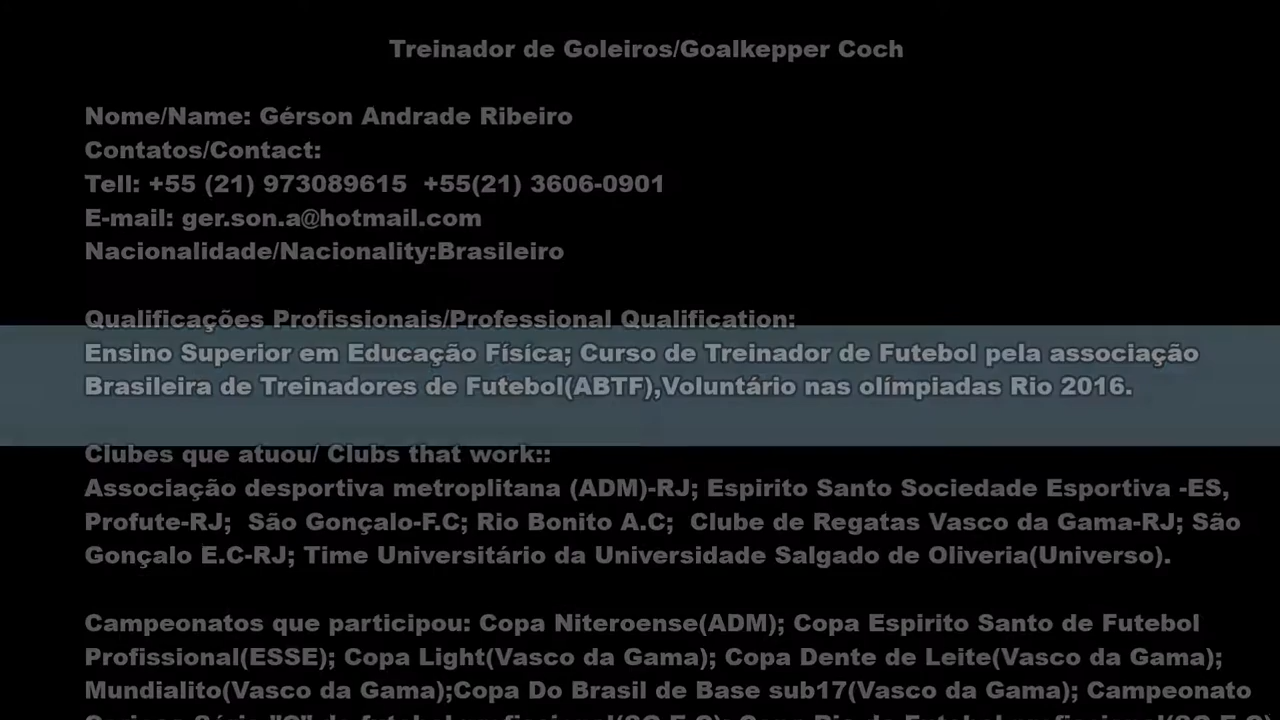 Treinador de Goleiros/Goalkepper Coch
Nome/Name: Gérson Andrade Ribeiro
Contatos/Contact:
Tell: +55 (21) 973089615  +55(21) 3606-0901
E-mail: ger.son.a@hotmail.com
Nacionalidade/Nacionality:Brasileiro
Qualificações Profissionais/Professional Qualification:
Ensino Superior em Educação Física; Curso de Treinador de Futebol pela associação
Brasileira de Treinadores de Futebol(ABTF),Voluntário nas olímpiadas Rio 2016.
Clubes que atuou/ Clubs that work::
Associação desportiva metroplitana (ADM)-RJ; Espirito Santo Sociedade Esportiva -ES,
Profute-RJ;  São Gonçalo-F.C; Rio Bonito A.C;  Clube de Regatas Vasco da Gama-RJ; São
Gonçalo E.C-RJ; Time Universitário da Universidade Salgado de Oliveria(Universo).
Campeonatos que participou: Copa Niteroense(ADM); Copa Espirito Santo de Futebol
Profissional(ESSE); Copa Light(Vasco da Gama); Copa Dente de Leite(Vasco da Gama);
Mundialito(Vasco da Gama);Copa Do Brasil de Base sub17(Vasco da Gama); Campeonato